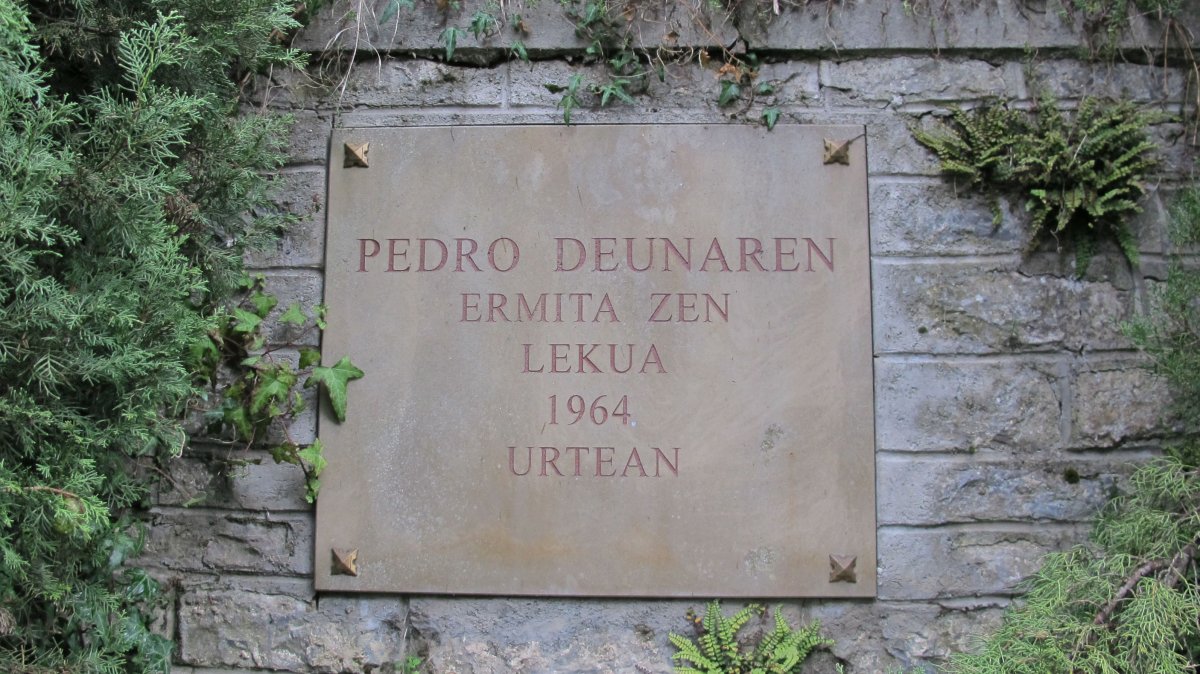 PEDRO DEUNAREN
ERMITA ZEN
LEKUA
1964
URTEAN